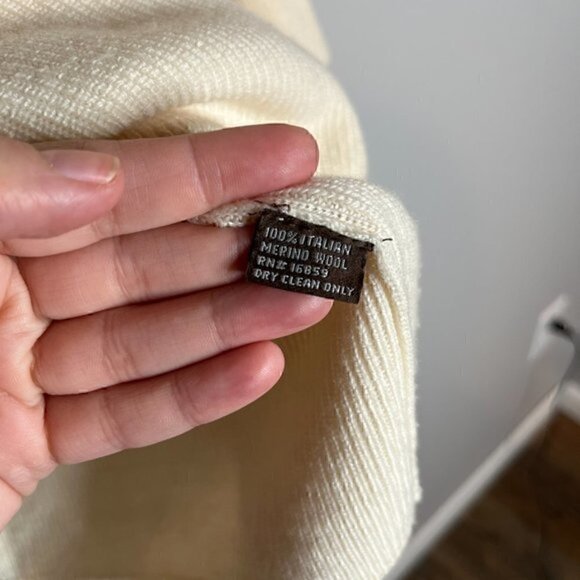 100% ITALIAN
MERINO WOOL
RN# 16859
DRY CLEAN ONLY